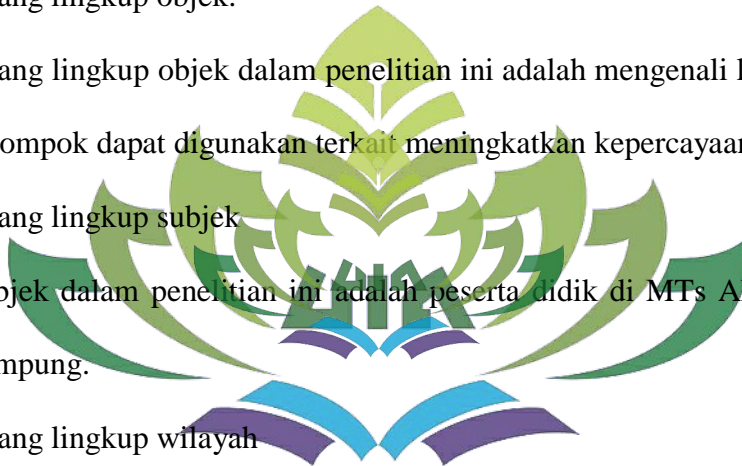 ang lingkup objek.
ang lingkup objek dalam penelitian ini adalah mengenali
ompok dapat digunakan terkait meningkatkan kepercayaan
ang lingkup subjek
bjek dalam penelitian ini adalah peserta didik di MTs
mpung.
ang lingkup wilayah